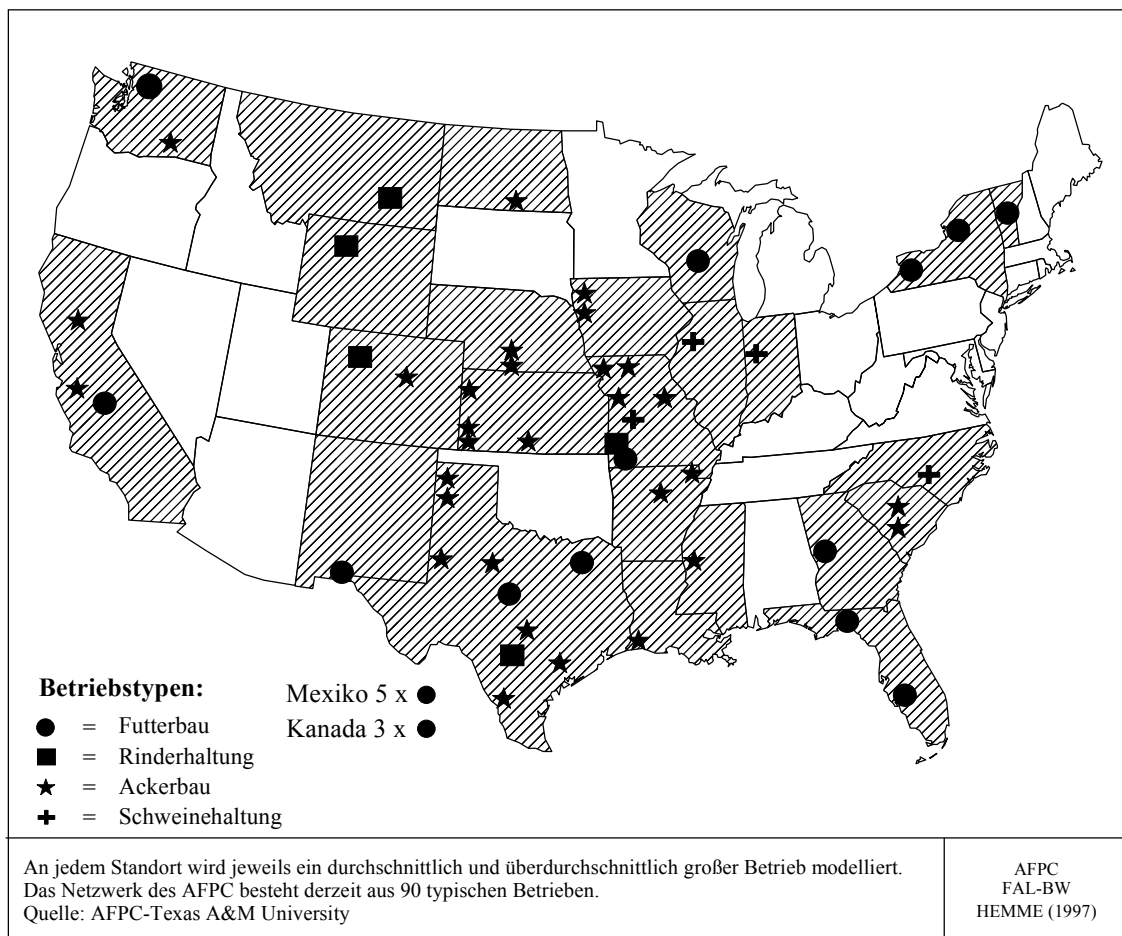 Betriebstypen:
= Futterbau
= Rinderhaltung
= Ackerbau
= Schweinehaltung
Mexiko 5 x
Kanada 3 x
An jedem Standort wird jeweils ein durchschnittlich und überdurchschnittlich großer Betrieb modelliert.
Das Netzwerk des AFPC besteht derzeit aus 90 typischen Betrieben.
Quelle: AFPC-Texas A&M University
AFPC
FAL-BW
HEMME (1997)